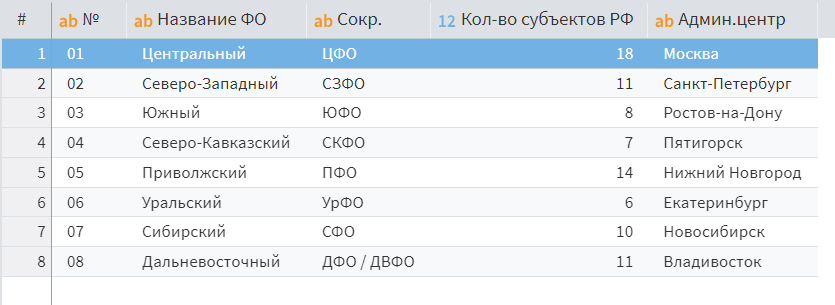 # ab № ab Название ФО ab Сокр. 12 Кол-во субъектов РФ ab Админ.центр
1 01 Центральный ЦФО 18 Москва
2 02 Северо-Западный СЗФО 11 Санкт-Петербург
3 03 Южный ЮФО 8 Ростов-на-Дону
4 04 Северо-Кавказский СКФО 7 Пятигорск
5 05 Приволжский ПФО 14 Нижний Новгород
6 06 Уральский УрФО 6 Екатеринбург
7 07 Сибирский СФО 10 Новосибирск
8 08 Дальневосточный ДФО / ДВФО 11 Владивосток